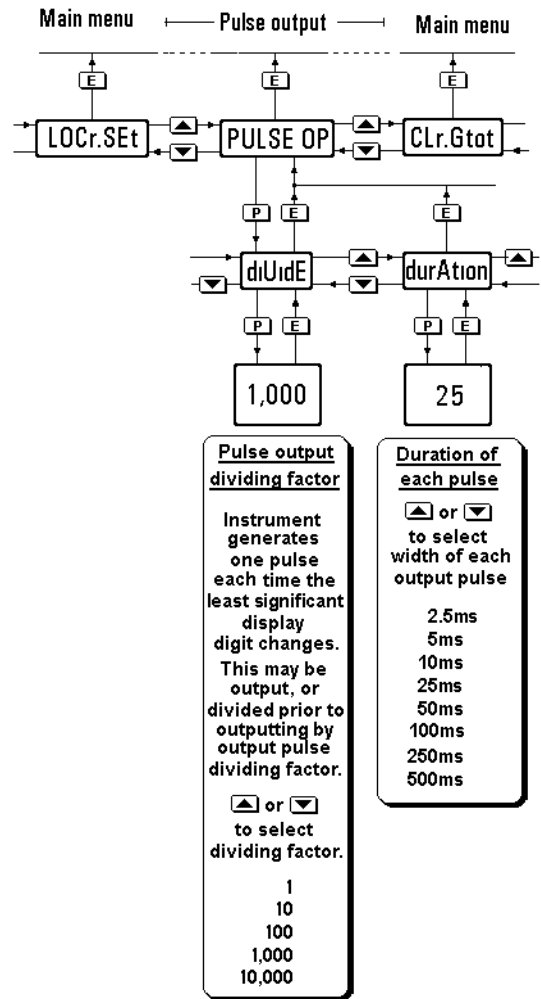 Main menu
Pulse output
Main menu
E
E
E
LOCr.SEt
▲
▼
PULSE OP
▲
▼
CLr.Gtot
P
E
E
▼
dıUıdE
▲
▼
durAtıon
▲
P
E
P
E
1,000
25
Pulse output
dividing factor
Instrument
generates
one pulse
each time the
least significant
display
digit changes.
This may be
output, or
divided prior to
outputting by
output pulse
dividing factor.
▲ or ▼
to select
dividing factor.
1
10
100
1,000
10,000
Duration of
each pulse
▲ or ▼
to select
width of each
output pulse
2.5ms
5ms
10ms
25ms
50ms
100ms
250ms
500ms